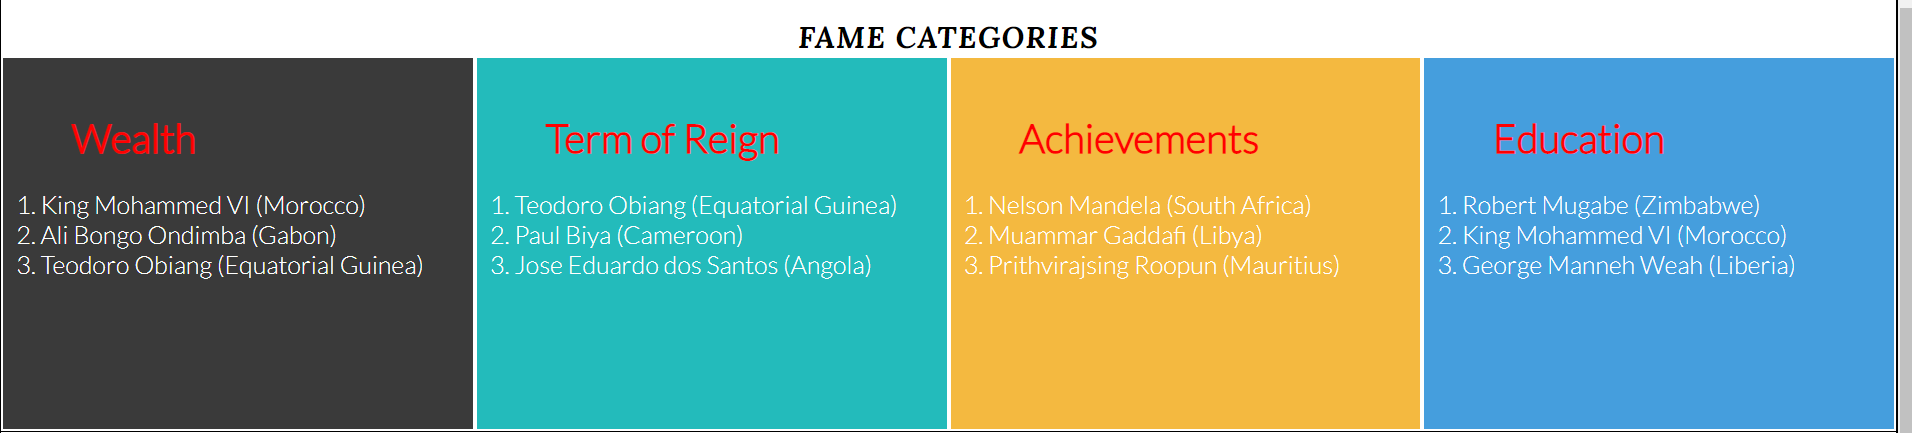 FAME CATEGORIES
Wealth
1. King Mohammed VI (Morocco)
2. Ali Bongo Ondimba (Gabon)
3. Teodoro Obiang (Equatorial Guinea)
Term of Reign
1. Teodoro Obiang (Equatorial Guinea)
2. Paul Biya (Cameroon)
3. Jose Eduardo dos Santos (Angola)
Achievements
1. Nelson Mandela (South Africa)
2. Muammar Gaddafi (Libya)
3. Prithvirajsing Roopun (Mauritius)
Education
1. Robert Mugabe (Zimbabwe)
2. King Mohammed VI (Morocco)
3. George Manneh Weah (Liberia)